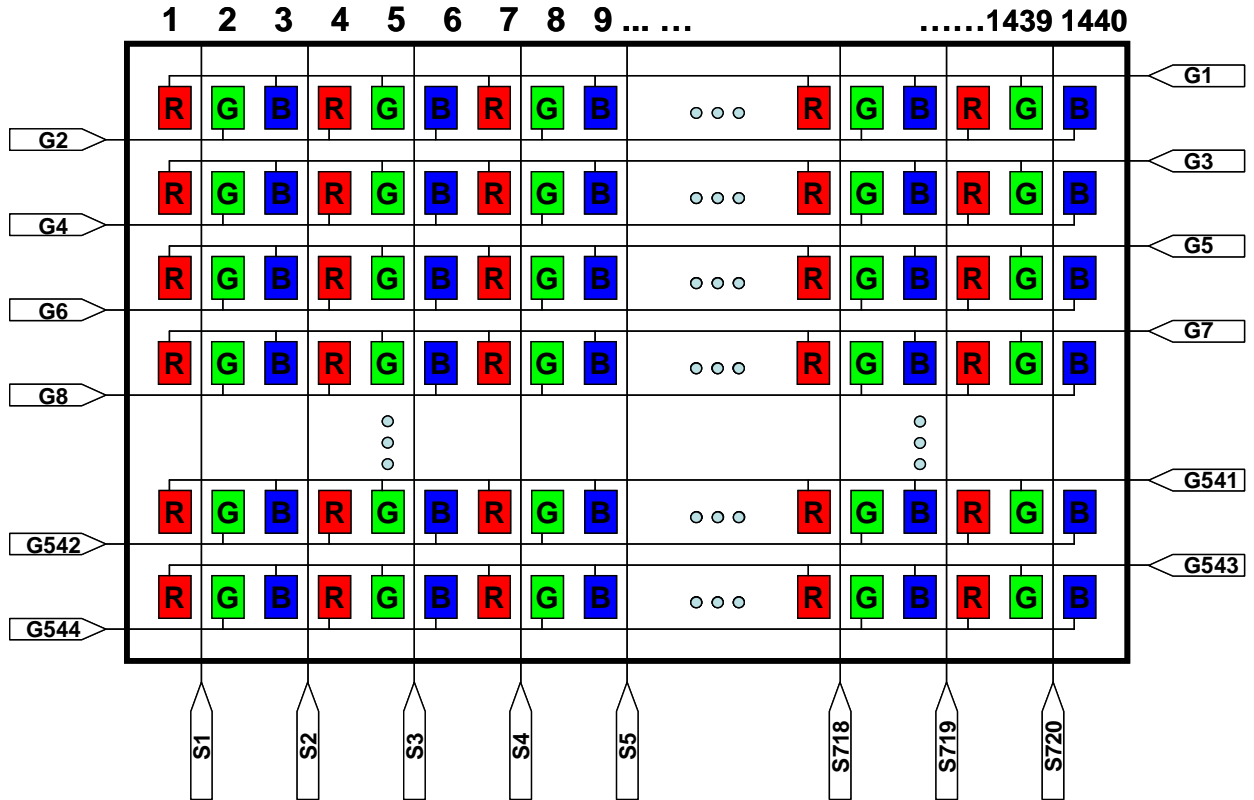 1 2 3 4 5 6 7 8 9 ... ... ......1439 1440
G1
R G B R G B R G B R G B R G B
G2
G3
R G B R G B R G B R G B R G B
G4
G5
R G B R G B R G B R G B R G B
G6
G7
R G B R G B R G B R G B R G B
G8
G541
R G B R G B R G B R G B R G B
G542
G543
R G B R G B R G B R G B R G B
G544
S1 S2 S3 S4 S5 S718 S719 S720